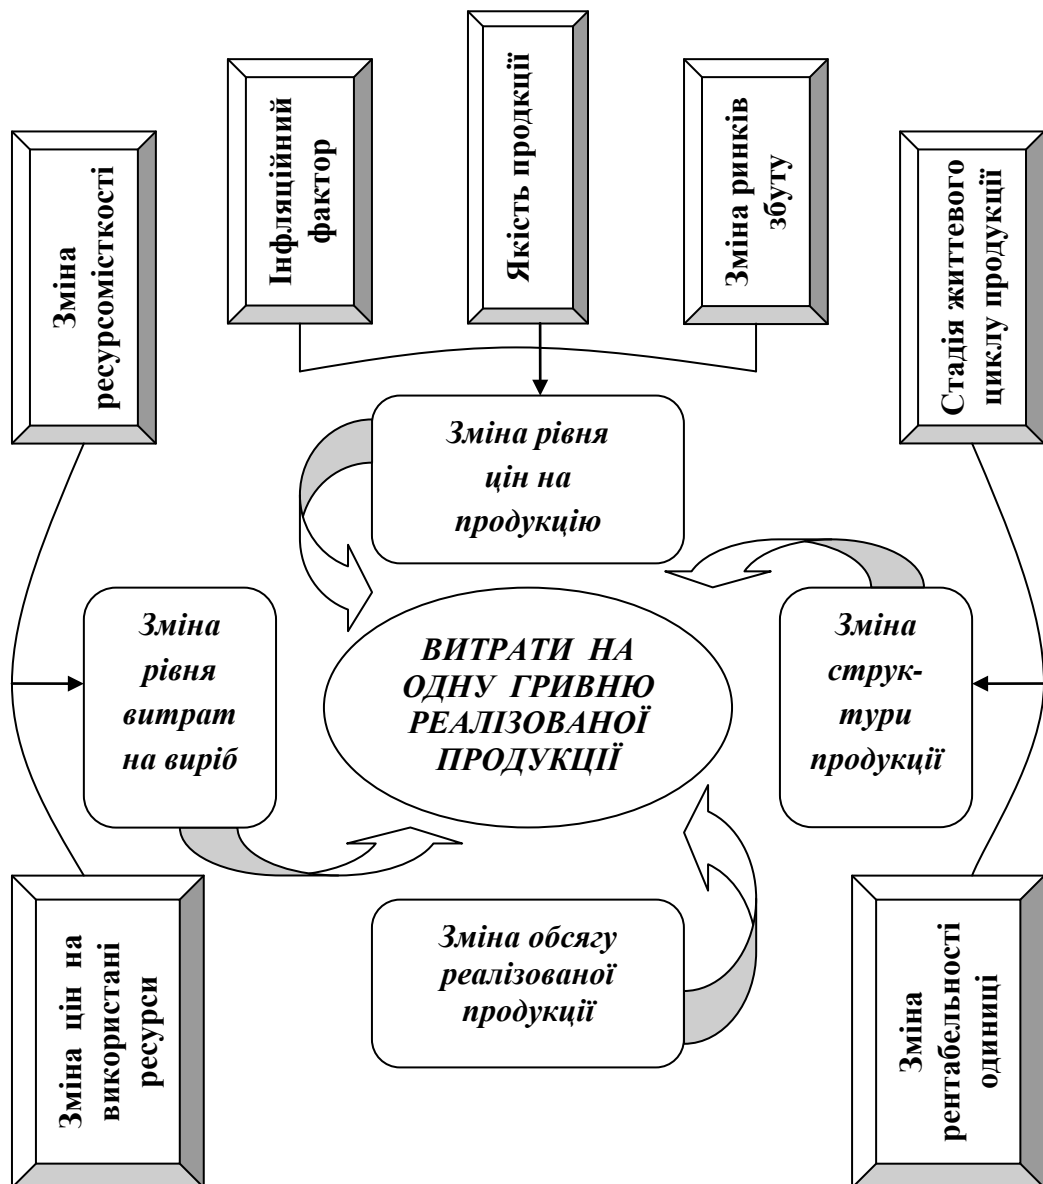 Зміна
ресурсомісткості
Інфляційний
фактор
Якість продкції
Зміна ринків
збуту
Стадія життевого
циклу продукції
Зміна рівня
цін на
продукцію
Зміна
рівня
витрат
на виріб
ВИТРАТИ НА
ОДНУ ГРИВНЮ
РЕАЛІЗОВАНОЇ
ПРОДУКЦІЇ
Зміна
струк-
тури
продукції
Зміна цін на
використані
ресурси
Зміна обсягу
реалізованої
продукції
Зміна
рентабельності
одиниці